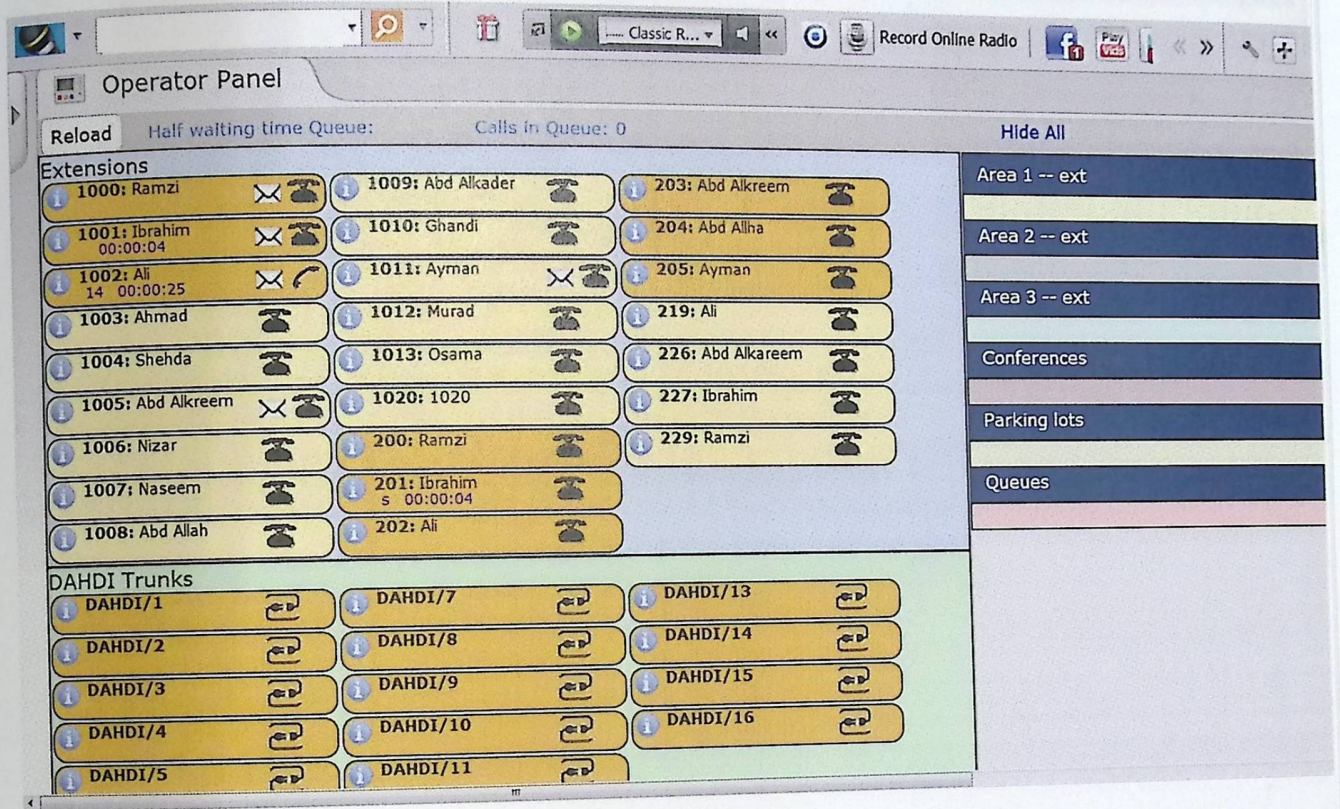 Classic R...
Record Online Radio
1
Play
Vids
Operator Panel
Reload
Half waiting time Queue:
Calls in Queue: 0
Hide All
Extensions
1000: Ramzi
1001: Ibrahim
00:00:04
1002: Ali
14 00:00:25
1003: Ahmad
1004: Shehda
1005: Abd Alkreem
1006: Nizar
1007: Naseem
1008: Abd Allah
1009: Abd Alkader
1010: Ghandi
1011: Ayman
1012: Murad
1013: Osama
1020: 1020
200: Ramzi
201: Ibrahim
s 00:00:04
202: Ali
203: Abd Alkreem
204: Abd Allha
205: Ayman
219: Ali
226: Abd Alkareem
227: Ibrahim
229: Ramzi
DAHDI Trunks
DAHDI/1
DAHDI/2
DAHDI/3
DAHDI/4
DAHDI/5
DAHDI/7
DAHDI/8
DAHDI/9
DAHDI/10
DAHDI/11
DAHDI/13
DAHDI/14
DAHDI/15
DAHDI/16
Area 1 -- ext
Area 2 -- ext
Area 3 -- ext
Conferences
Parking lots
Queues